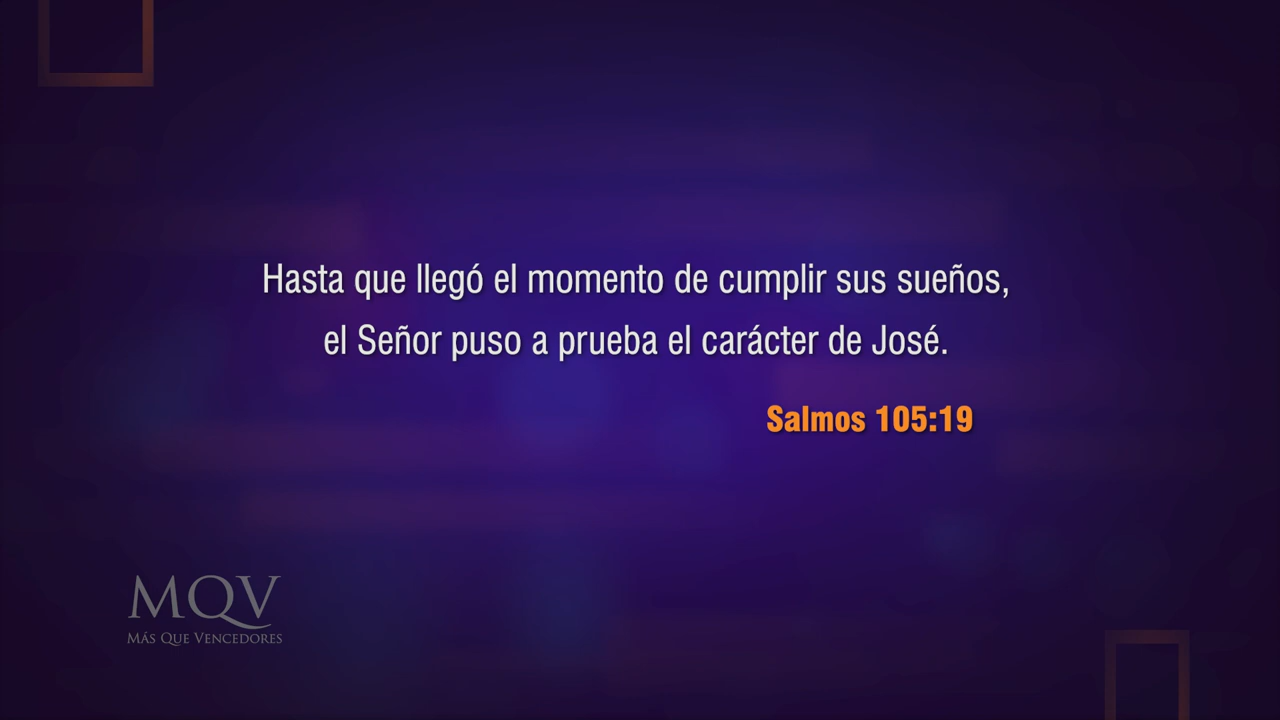 Hasta que llegó el momento de cumplir sus sueños,
el Señor puso a prueba el carácter de José.
Salmos 105:19
MQV
MÁS QUE VENCEDORES